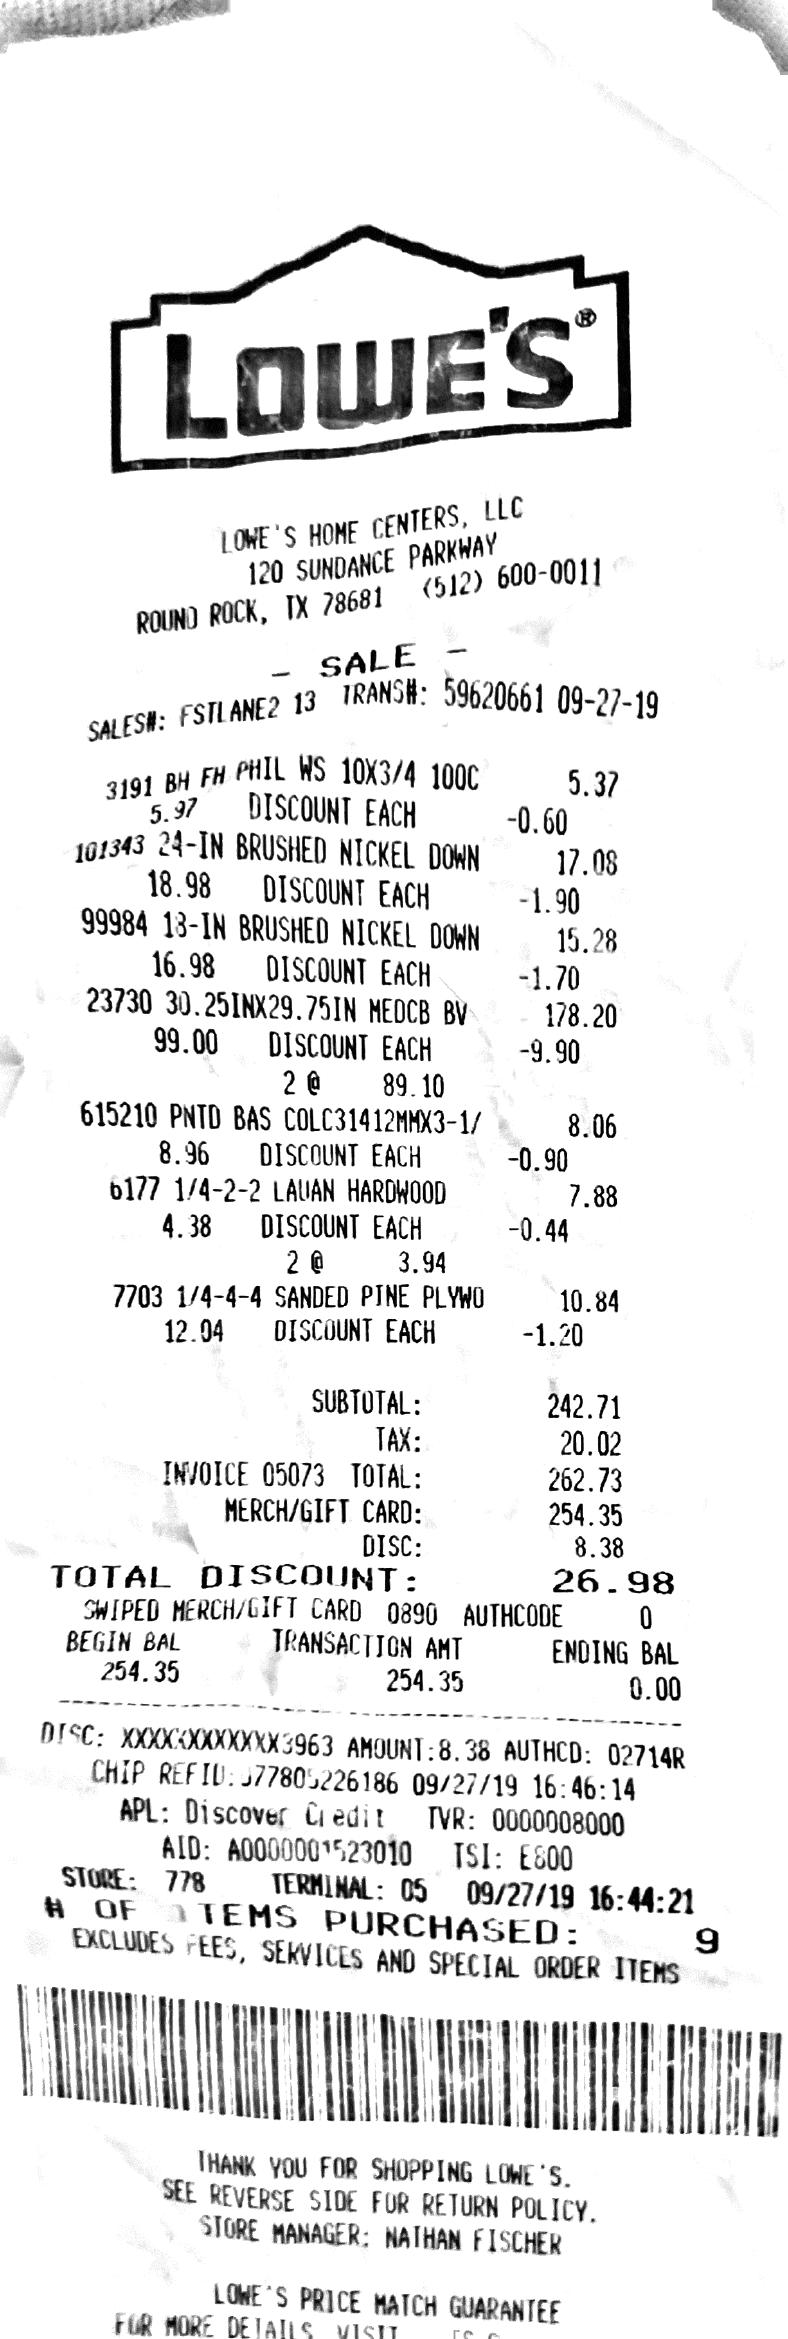 LOWE'S®
LOWE'S HOME CENTERS, LLC
120 SUNDANCE PARKWAY
ROUND ROCK, TX 78681 (512) 600-0011
- SALE -
SALES#: FSTLANE2 13 TRANS#: 59620661 09-27-19
3191 BH FH PHIL WS 10X3/4 100C 5.37
5.97 DISCOUNT EACH -0.60
101343 24-IN BRUSHED NICKEL DOWN 17.08
18.98 DISCOUNT EACH -1.90
99984 18-IN BRUSHED NICKEL DOWN 15.28
16.98 DISCOUNT EACH -1.70
23730 30.25INX29.75IN MEDCB BV 178.20
99.00 DISCOUNT EACH -9.90
2 @ 89.10
615210 PNTD BAS COLC31412MMX3-1/ 8.06
8.96 DISCOUNT EACH -0.90
6177 1/4-2-2 LAUAN HARDWOOD 7.88
4.38 DISCOUNT EACH -0.44
2 @ 3.94
7703 1/4-4-4 SANDED PINE PLYWO 10.84
12.04 DISCOUNT EACH -1.20
SUBTOTAL: 242.71
TAX: 20.02
INVOICE 05073 TOTAL: 262.73
MERCH/GIFT CARD: 254.35
DISC: 8.38
TOTAL DISCOUNT: 26.98
SWIPED MERCH/GIFT CARD 0890 AUTHCODE 0
BEGIN BAL TRANSACTION AMT ENDING BAL
254.35 254.35 0.00
DISC: XXXXXXXXXXXX3963 AMOUNT:8.38 AUTHCD: 02714R
CHIP REFID: 09/27/19 16:46:14
APL: Discover Credit TVR: 0000008000
AID: A0000001523010 TSI: E800
STORE: 778 TERMINAL: 05 09/27/19 16:44:21
# OF ITEMS PURCHASED: 9
EXCLUDES FEES, SERVICES AND SPECIAL ORDER ITEMS
THANK YOU FOR SHOPPING LOWE'S.
SEE REVERSE SIDE FOR RETURN POLICY.
STORE MANAGER: NATHAN FISCHER
LOWE'S PRICE MATCH GUARANTEE
FOR MORE DETAILS, VISIT